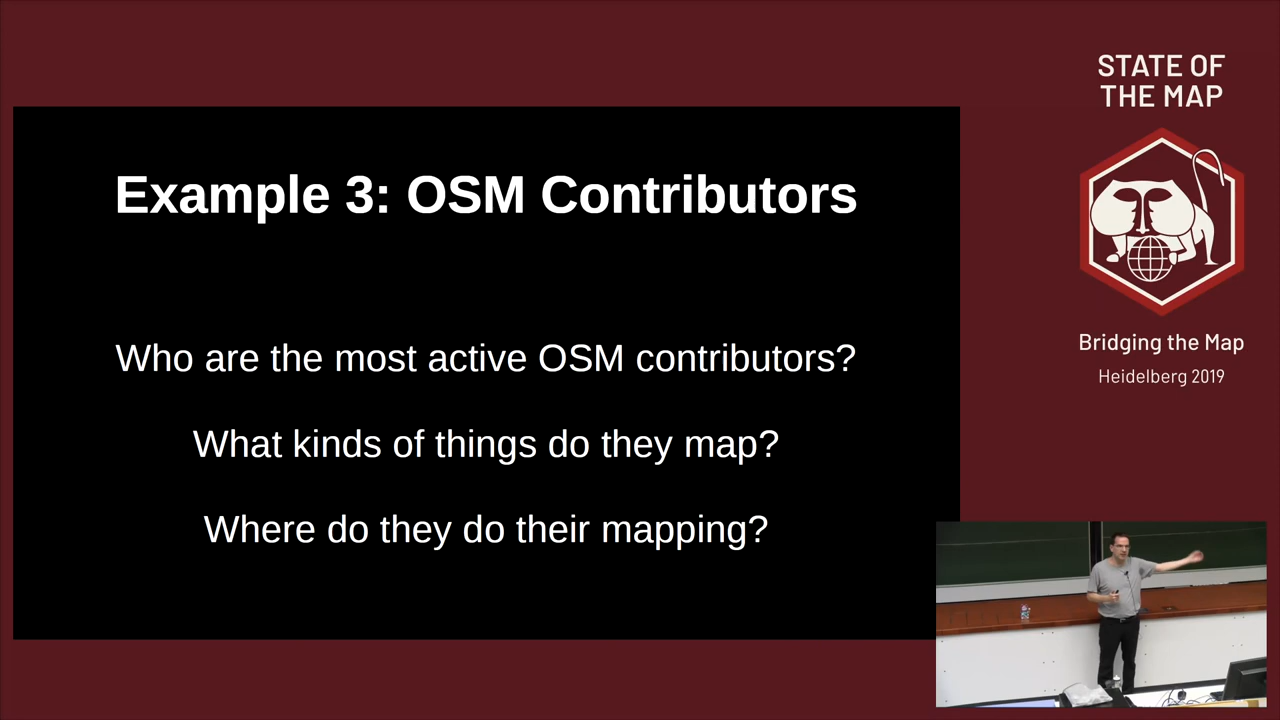 STATE OF
THE MAP
Example 3: OSM Contributors
Who are the most active OSM contributors?
What kinds of things do they map?
Where do they do their mapping?
Bridging the Map
Heidelberg 2019